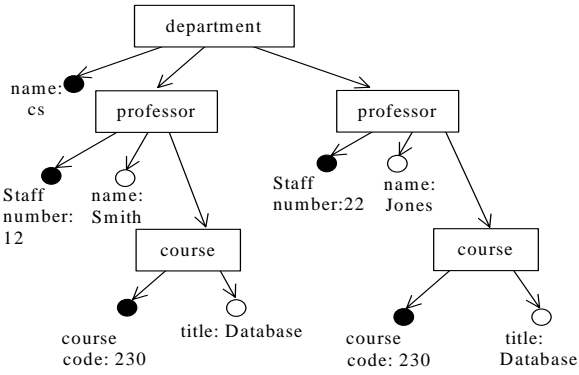 department
name:
cs
professor
professor
Staff
number:
12
name:
Smith
Staff
number:22
name:
Jones
course
course
course
code: 230
title: Database
course
code: 230
title:
Database